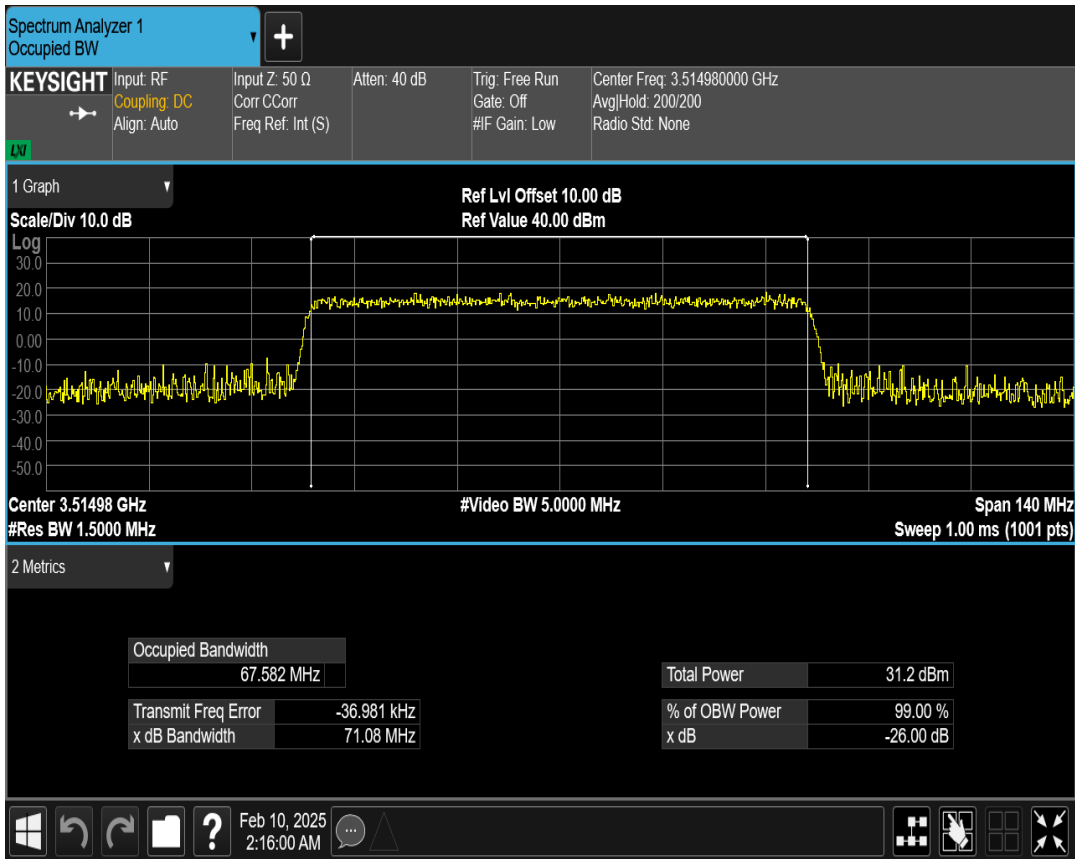 Spectrum Analyzer 1
Occupied BW
+
KEYSIGHT
LXI
Input: RF
Coupling: DC
Align: Auto
Input Z: 50 Ω
Corr CCorr
Freq Ref: Int (S)
Atten: 40 dB
Trig: Free Run
Gate: Off
#IF Gain: Low
Center Freq: 3.514980000 GHz
Avg|Hold: 200/200
Radio Std: None
1 Graph
Ref Lvl Offset 10.00 dB
Scale/Div 10.0 dB
Ref Value 40.00 dBm
Log
30.0
20.0
10.0
0.00
-10.0
-20.0
-30.0
-40.0
-50.0
Center 3.51498 GHz
#Video BW 5.0000 MHz
Span 140 MHz
#Res BW 1.5000 MHz
Sweep 1.00 ms (1001 pts)
2 Metrics
Occupied Bandwidth
67.582 MHz
Total Power 31.2 dBm
Transmit Freq Error -36.981 kHz
% of OBW Power 99.00 %
x dB Bandwidth 71.08 MHz
x dB -26.00 dB
?
Feb 10, 2025
2:16:00 AM